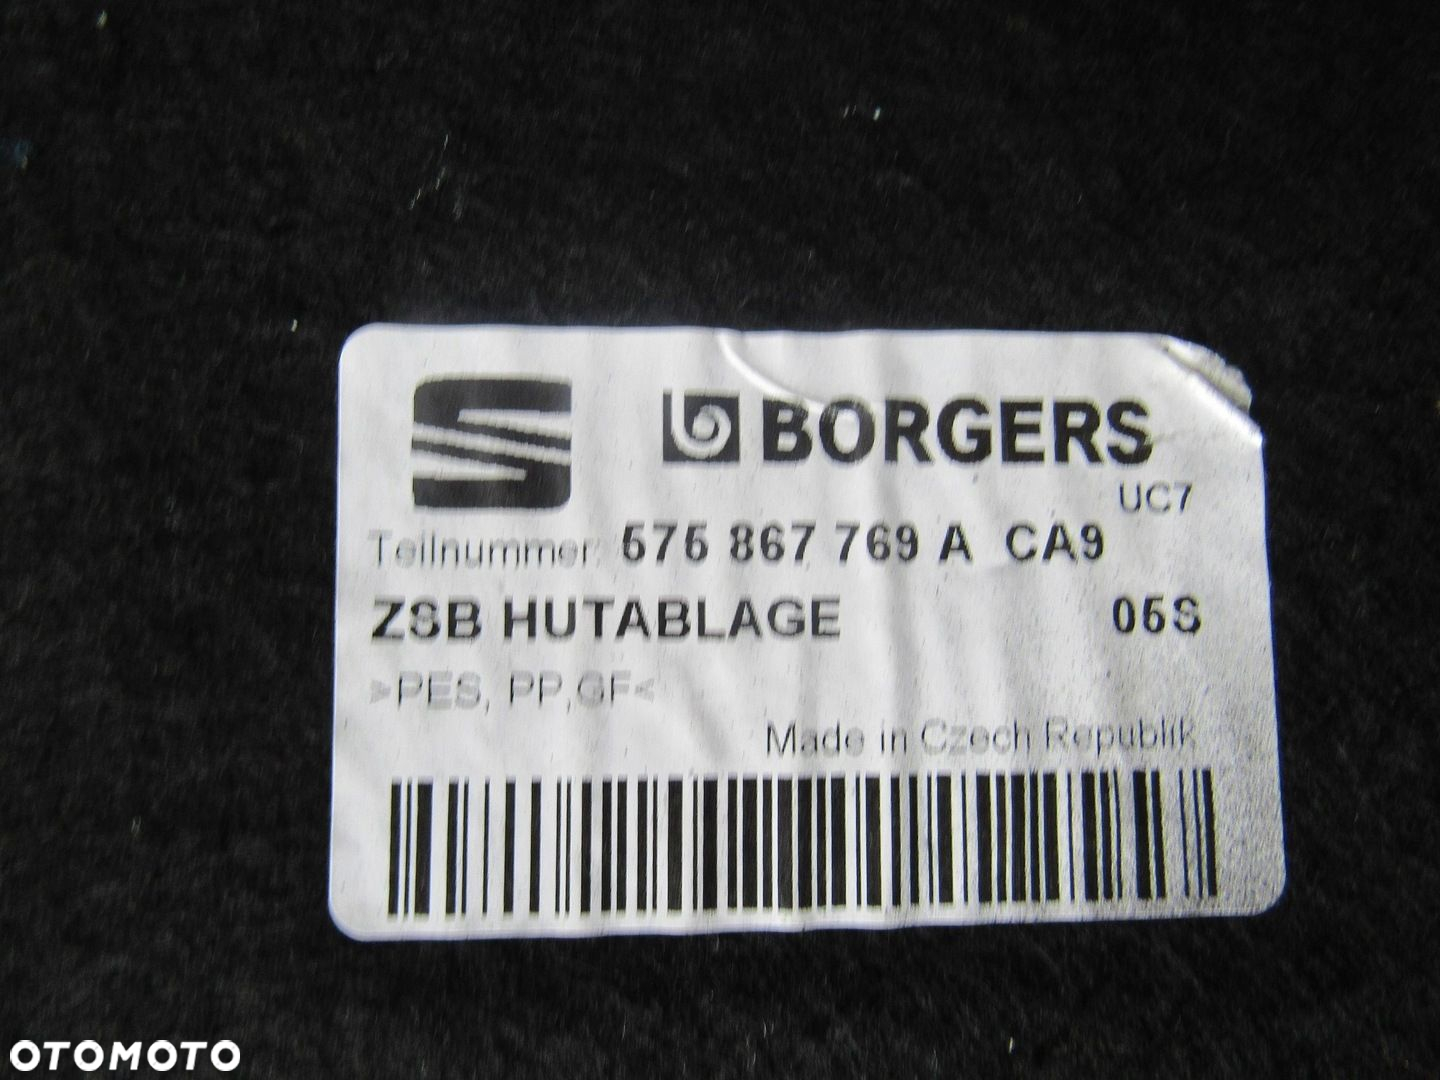 BORGERS
UC7
Teilnummer: 575 867 769 A CA9
ZSB HUTABLAGE 05S
>PES, PP,GF<
Made in Czech Republik
OTOMOTO